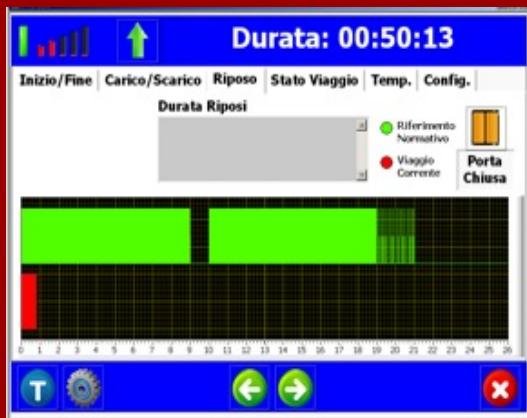 Durata: 00:50:13
Inizio/Fine Carico/Scarico Riposo Stato Viaggio Temp. Config.
Durata Riposi
Riferimento
Normativo
Viaggio
Corrente
Porta
Chiusa
0 1 2 3 4 5 6 7 8 9 10 11 12 13 14 15 16 17 18 19 20 21 22 23 24 25 26
T